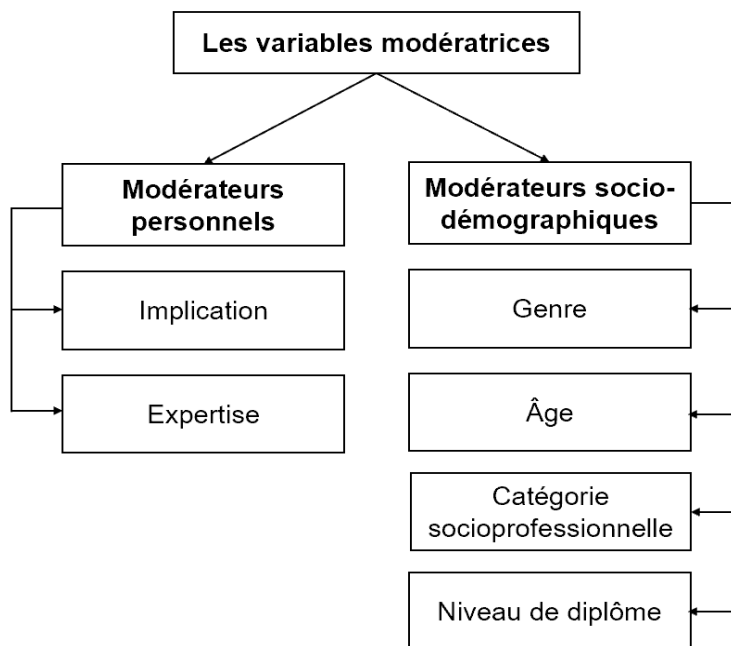 Les variables modératrices
Modérateurs
personnels
Implication
Expertise
Modérateurs socio-
démographiques
Genre
Âge
Catégorie
socioprofessionnelle
Niveau de diplôme